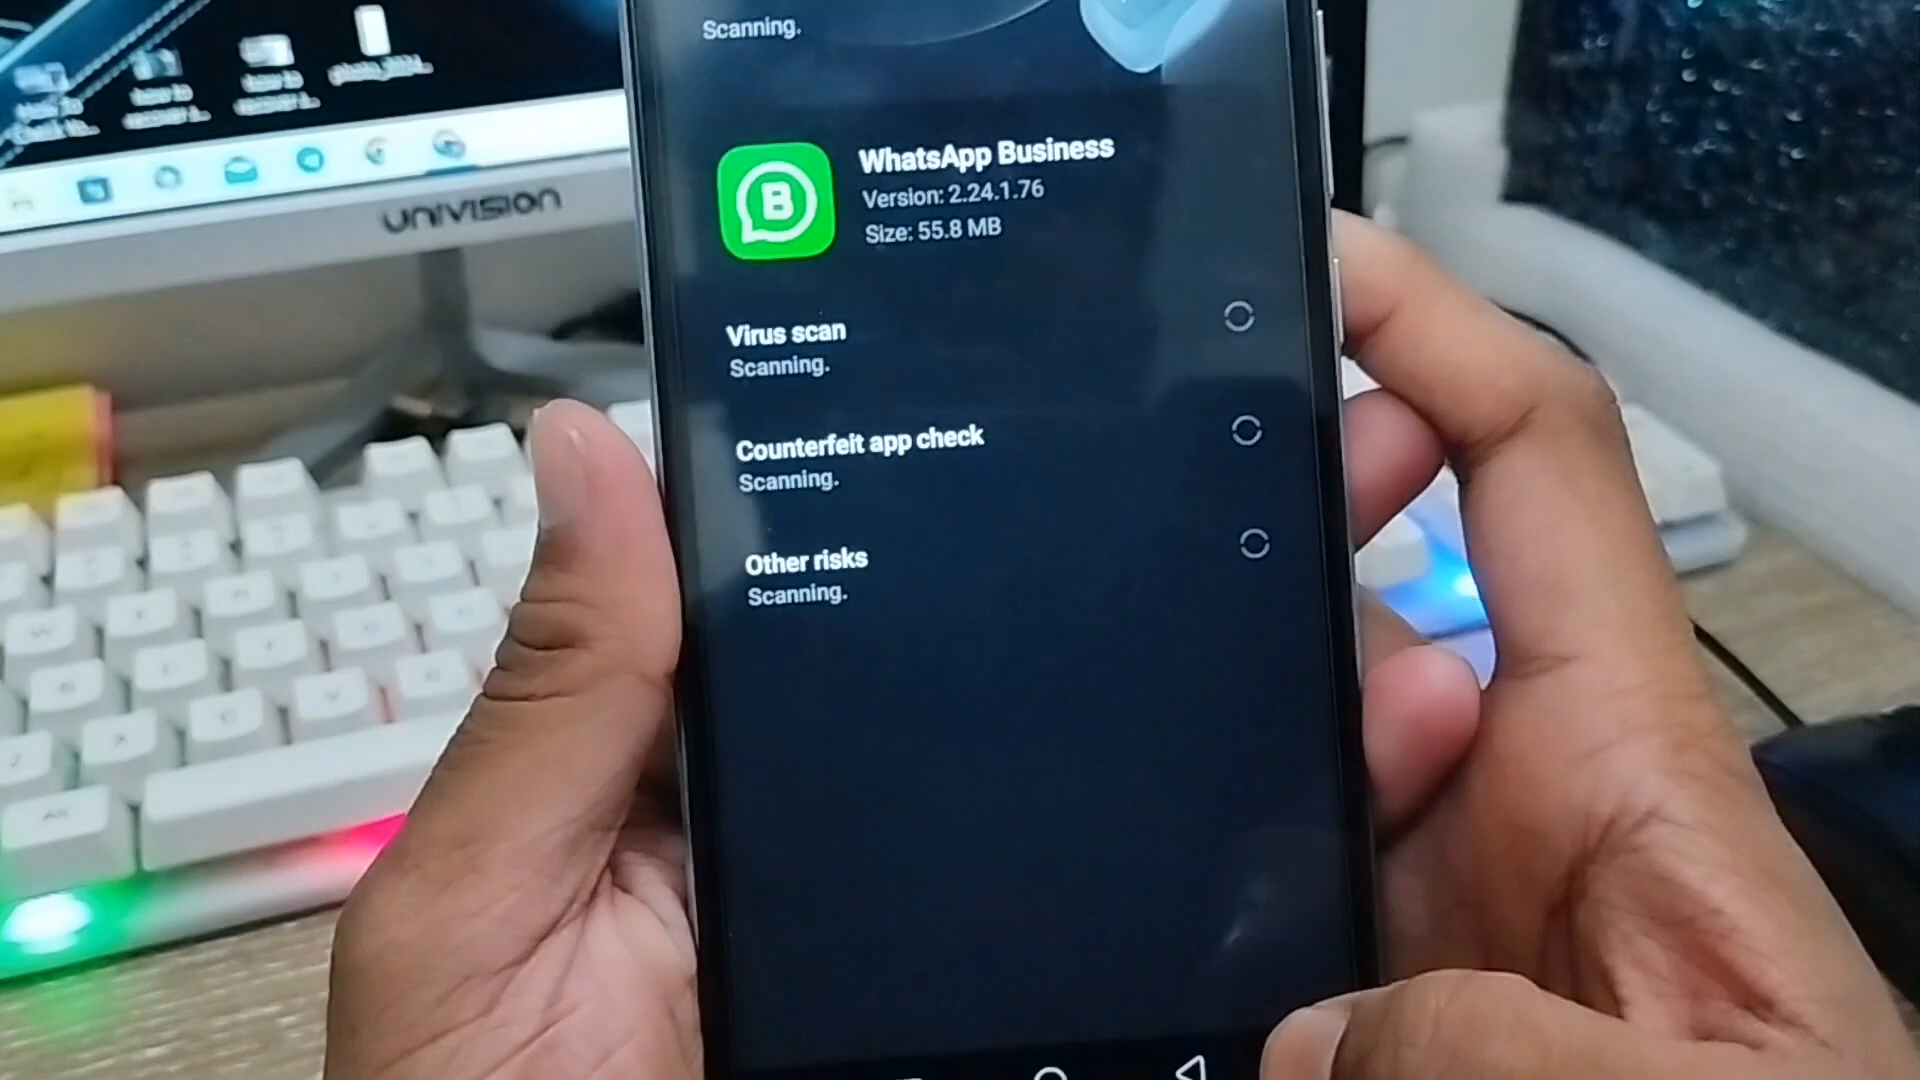 Scanning.
WhatsApp Business
Version: 2.24.1.76
Size: 55.8 MB
Virus scan
Scanning.
Counterfeit app check
Scanning.
Other risks
Scanning.
UNIVISION
B